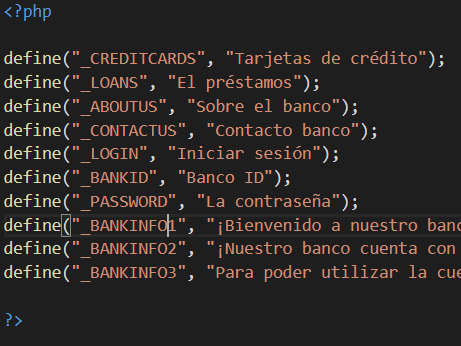 <?php
define("_CREDITCARDS", "Tarjetas de crédito");
define("_LOANS", "El préstamos");
define("_ABOUTUS", "Sobre el banco");
define("_CONTACTUS", "Contacto banco");
define("_LOGIN", "Iniciar sesión");
define("_BANKID", "Banco ID");
define("_PASSWORD", "La contraseña");
define("_BANKINFO1", "¡Bienvenido a nuestro
define("_BANKINFO2", "¡Nuestro banco cuenta con
define("_BANKINFO3", "Para poder utilizar la
?>